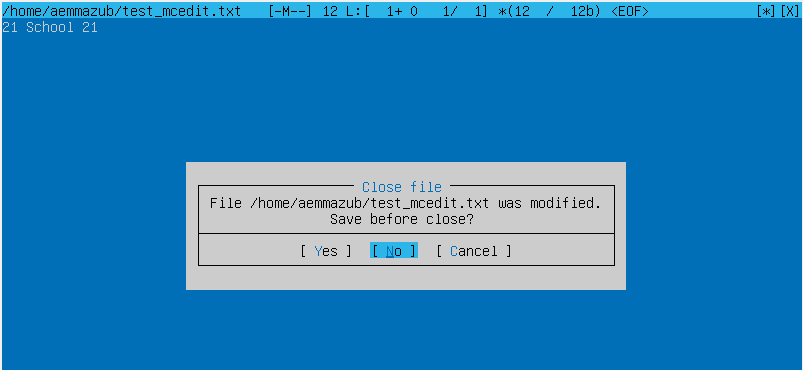 /home/aemmazub/test_mcedit.txt   [-M--] 12 L:[  1+ 0   1/  1] *(12  /  12b) <EOF>             [*][X]
21 School 21
Close file
File /home/aemmazub/test_mcedit.txt was modified.
Save before close?
[ Yes ]  [ No ]  [ Cancel ]